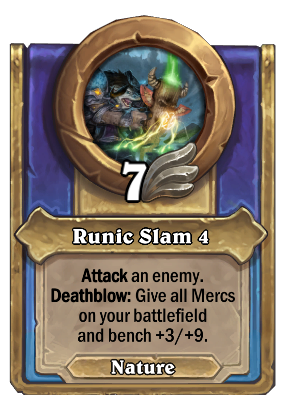 7
Runic Slam 4
Attack an enemy.
Deathblow: Give all Mercs
on your battlefield
and bench +3/+9.
Nature